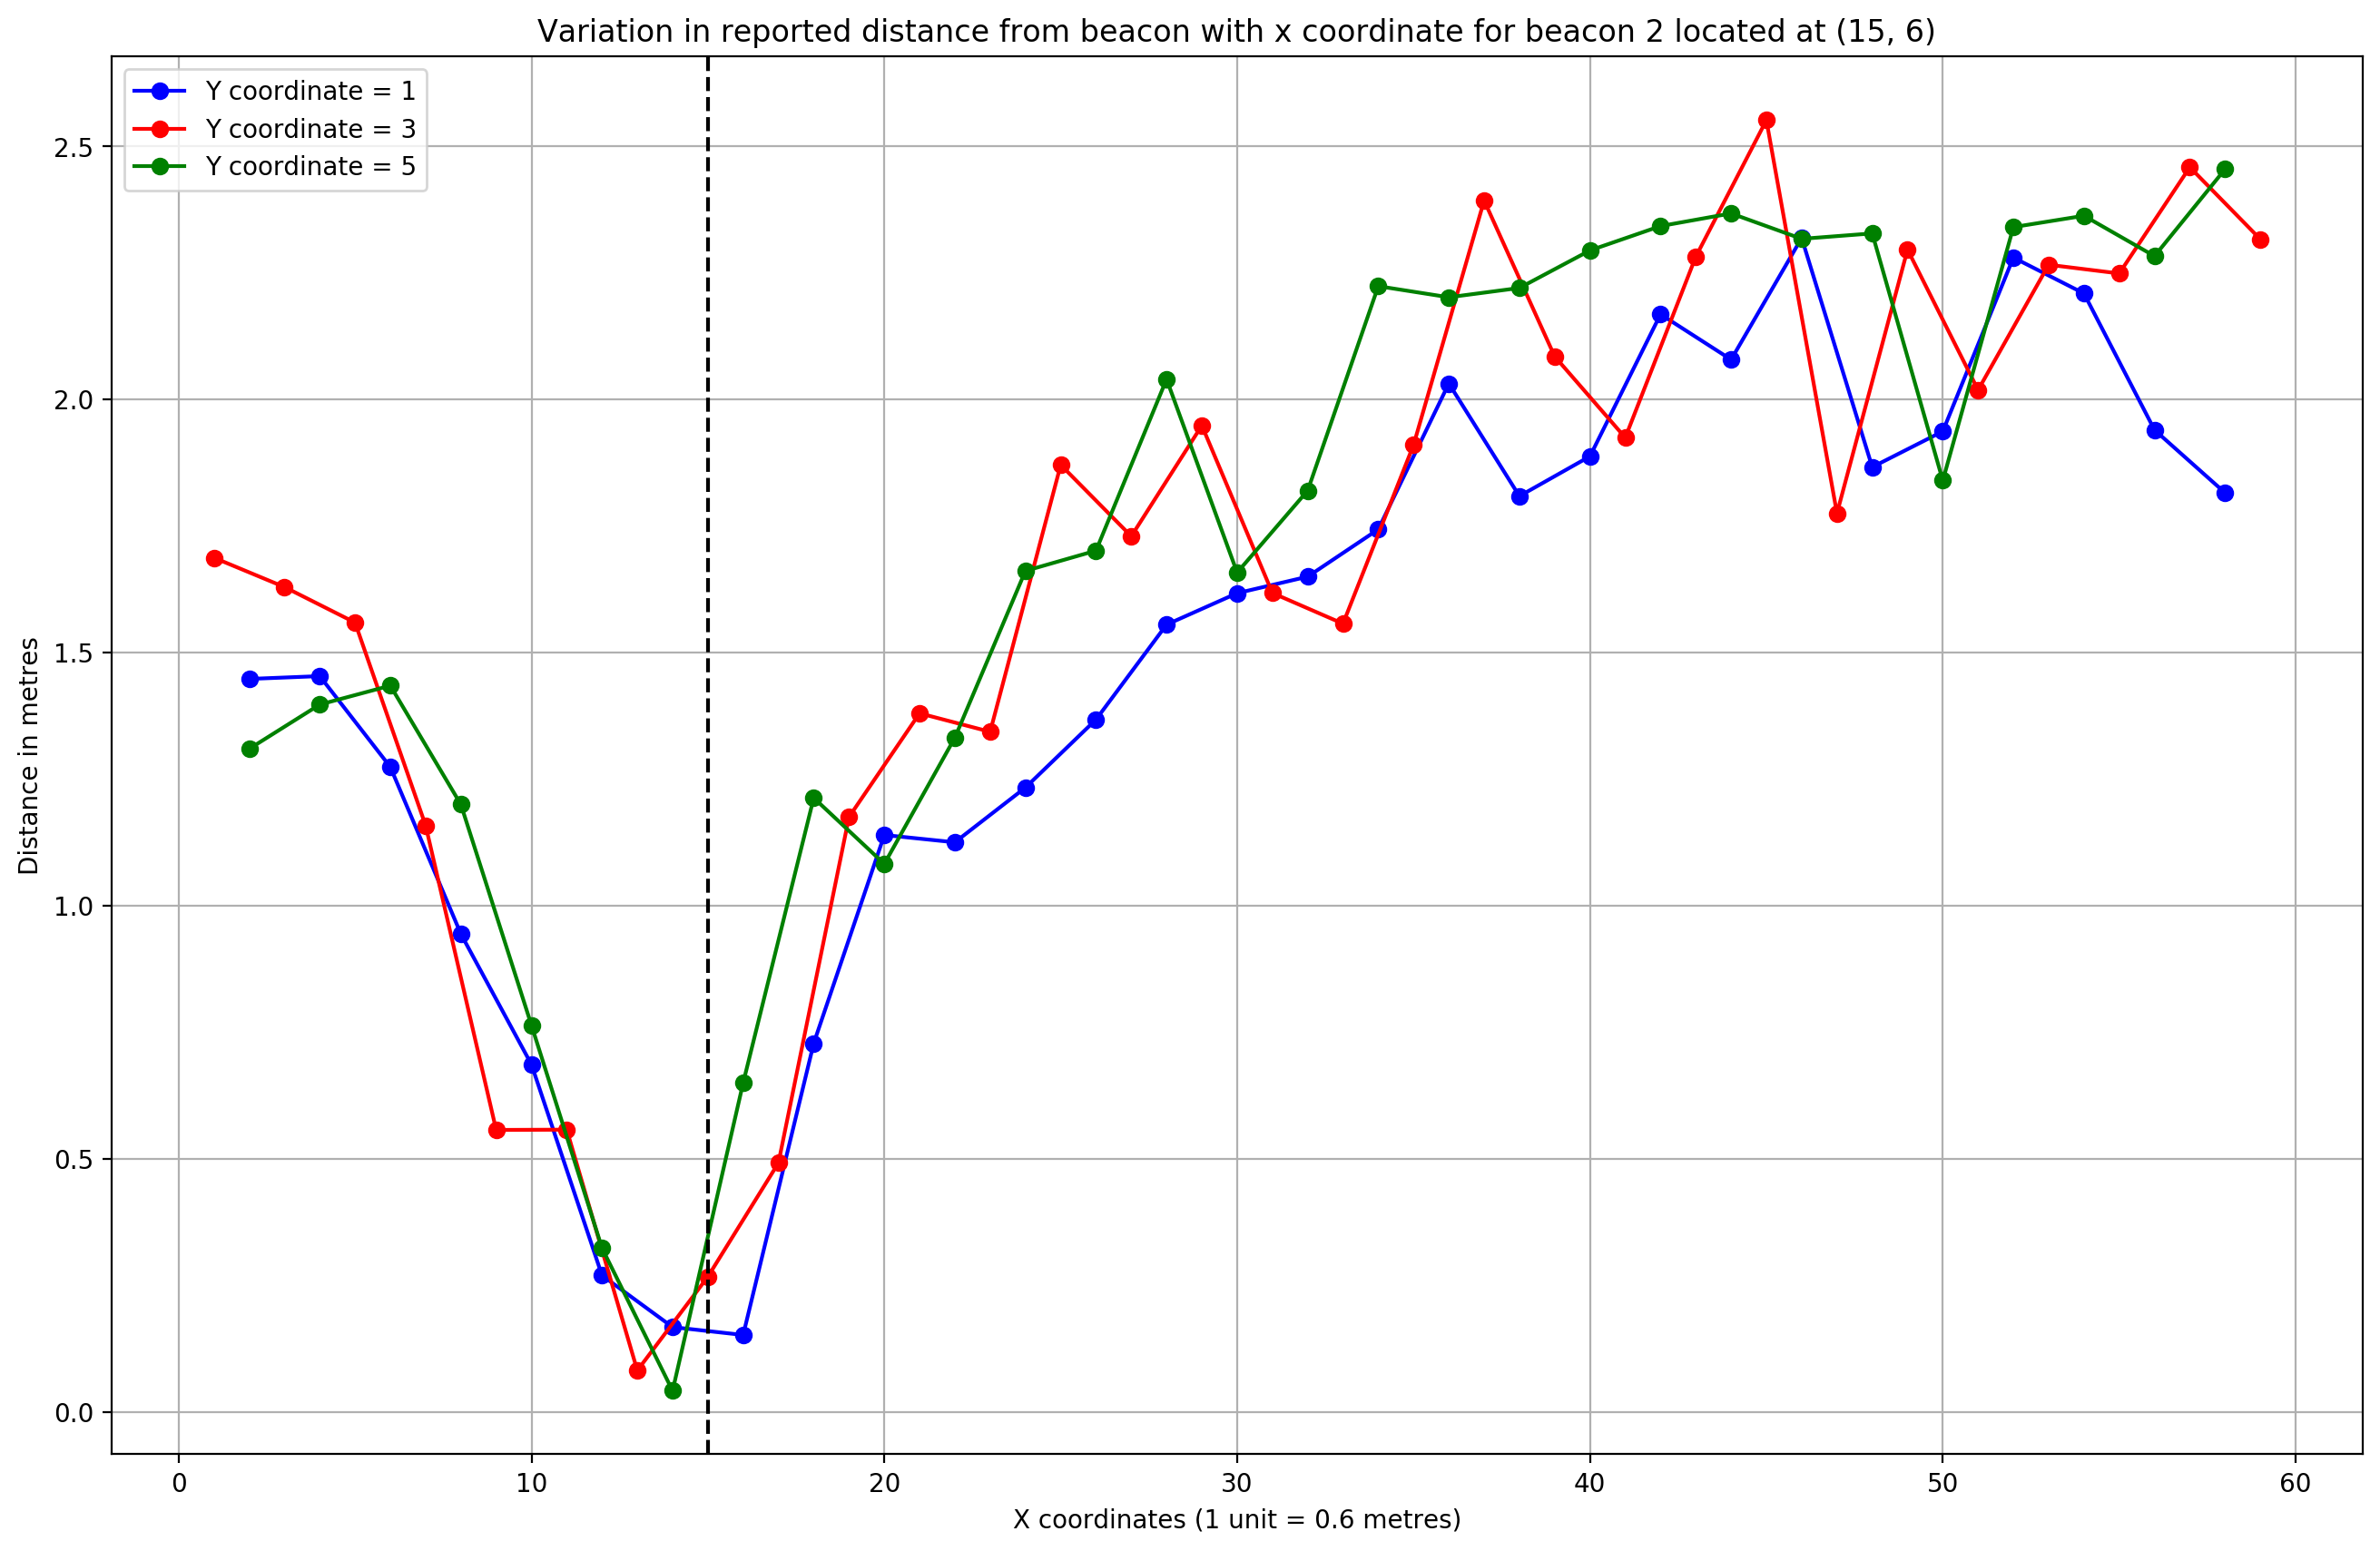 Variation in reported distance from beacon with x coordinate for beacon 2 located at (15, 6)
Y coordinate = 1
Y coordinate = 3
Y coordinate = 5
Distance in metres
2.5
2.0
1.5
1.0
0.5
0.0
0 10 20 30 40 50 60
X coordinates (1 unit = 0.6 metres)